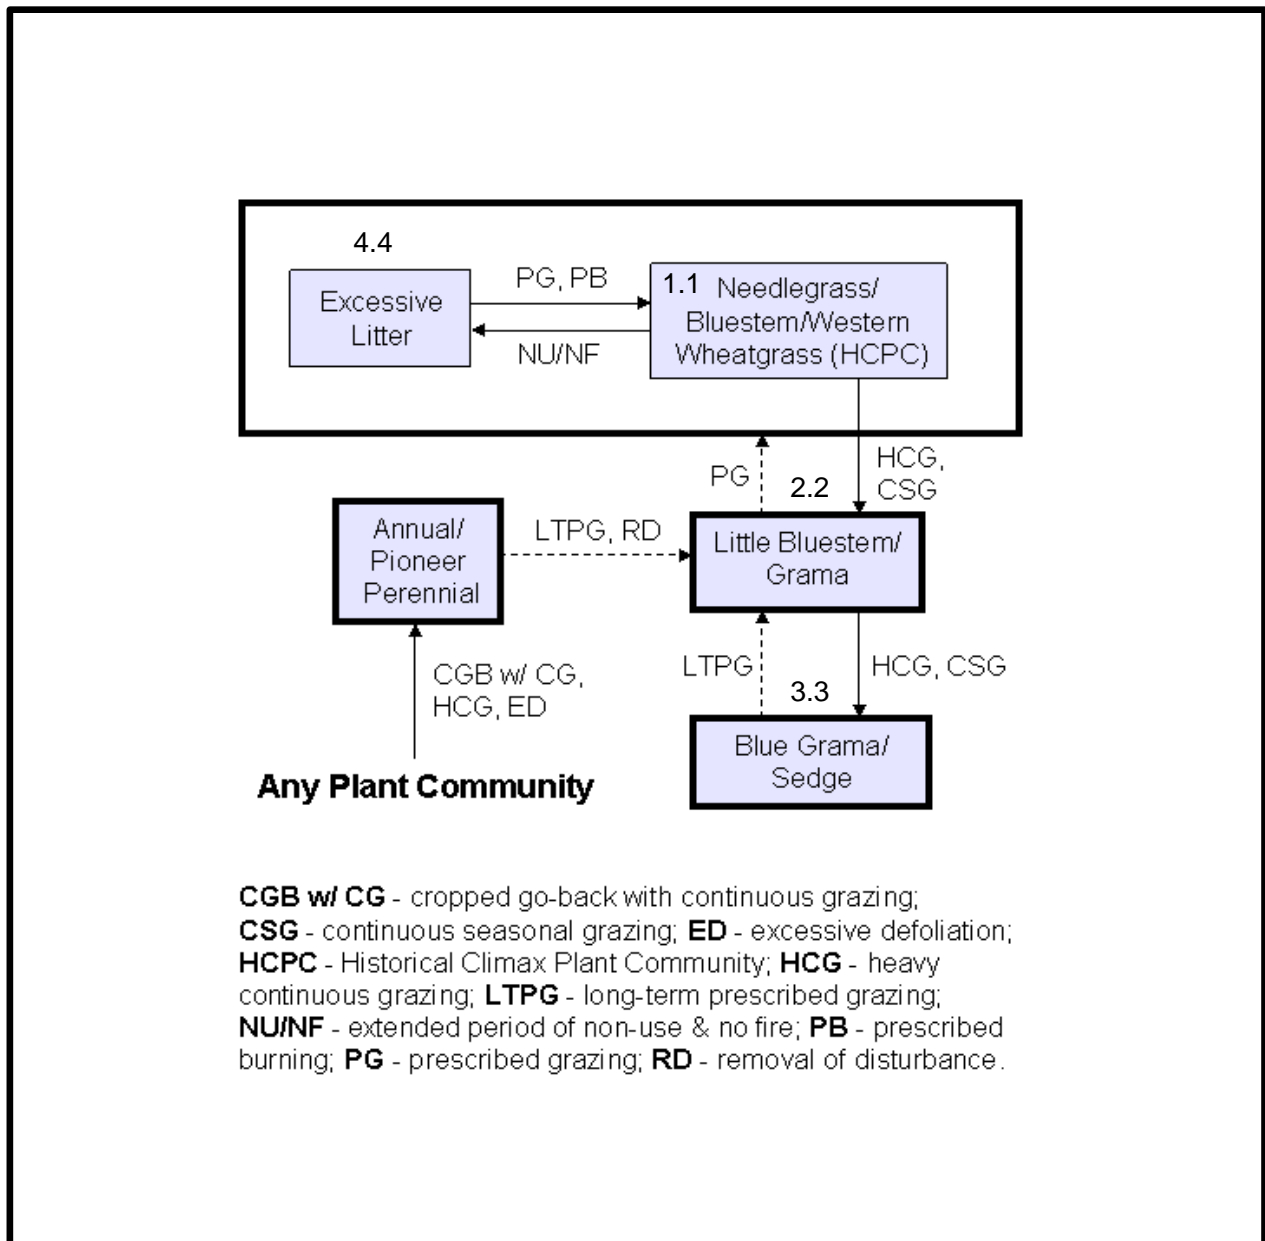 4.4
Excessive
Litter
PG, PB
NU/NF
1.1 Needlegrass/
Bluestem/Western
Wheatgrass (HCPC)
PG
HCG,
CSG
2.2
Annual/
Pioneer
Perennial
LTPG, RD
Little Bluestem/
Grama
CGB w/ CG,
HCG, ED
LTPG
HCG, CSG
3.3
Blue Grama/
Sedge
Any Plant Community
CGB w/ CG - cropped go-back with continuous grazing;
CSG - continuous seasonal grazing; ED - excessive defoliation;
HCPC - Historical Climax Plant Community; HCG - heavy
continuous grazing; LTPG - long-term prescribed grazing;
NU/NF - extended period of non-use & no fire; PB - prescribed
burning; PG - prescribed grazing; RD - removal of disturbance.